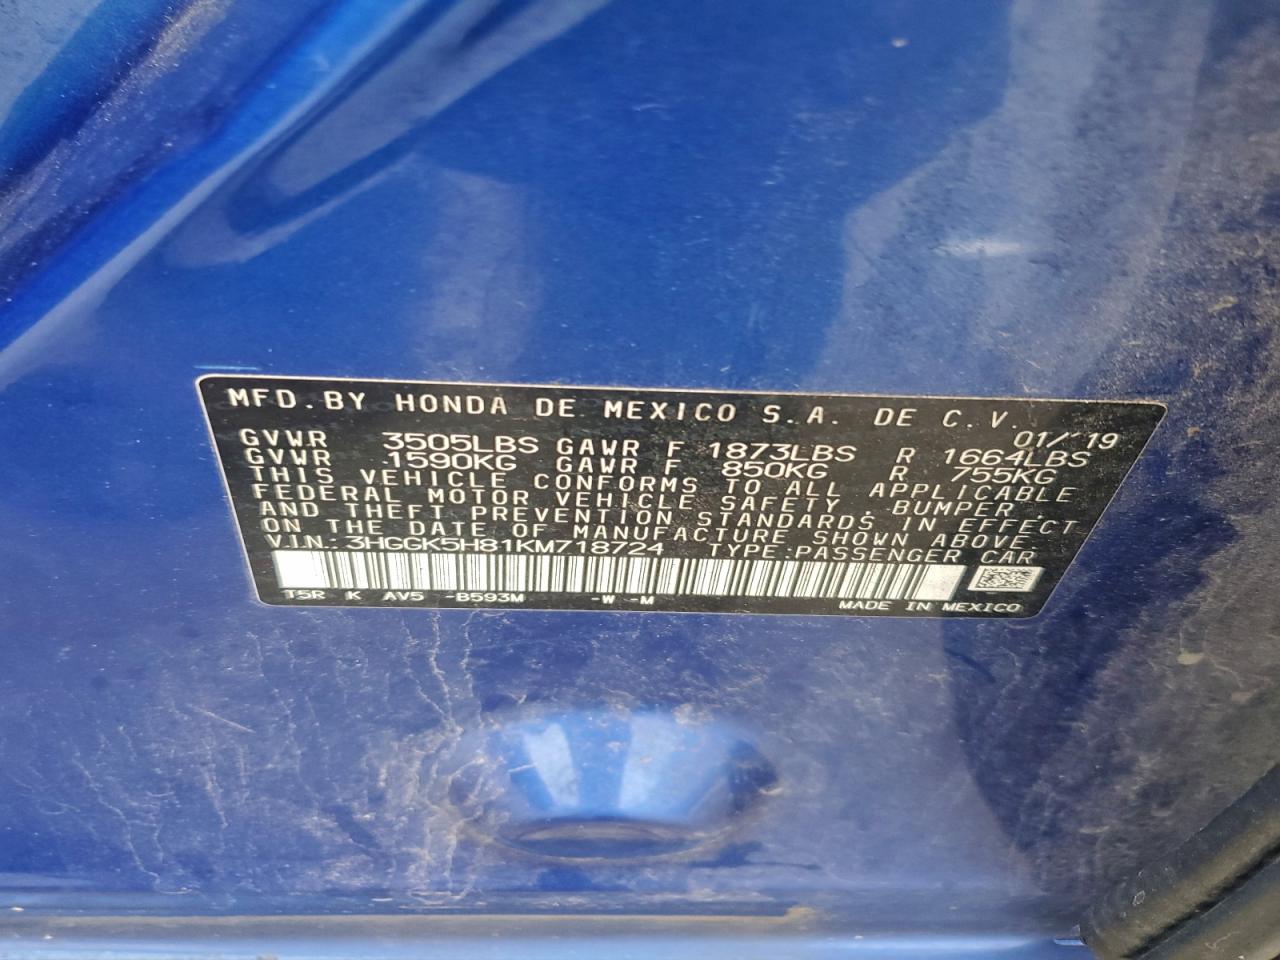 MFD.BY HONDA DE MEXICO S.A. DE C.V.
01/'19
GVWR 3505LBS GAWR F 1873LBS R 1664LBS
GVWR 1590KG GAWR F 850KG R 755KG
THIS VEHICLE CONFORMS TO ALL APPLICABLE
FEDERAL MOTOR VEHICLE SAFETY, BUMPER,
AND THEFT PREVENTION STANDARDS IN EFFECT
ON THE DATE OF MANUFACTURE SHOWN ABOVE
V.I.N.:3HGGK5H81KM718724 TYPE:PASSENGER CAR
T5R K AV5 -B593M -W -M
MADE IN MEXICO